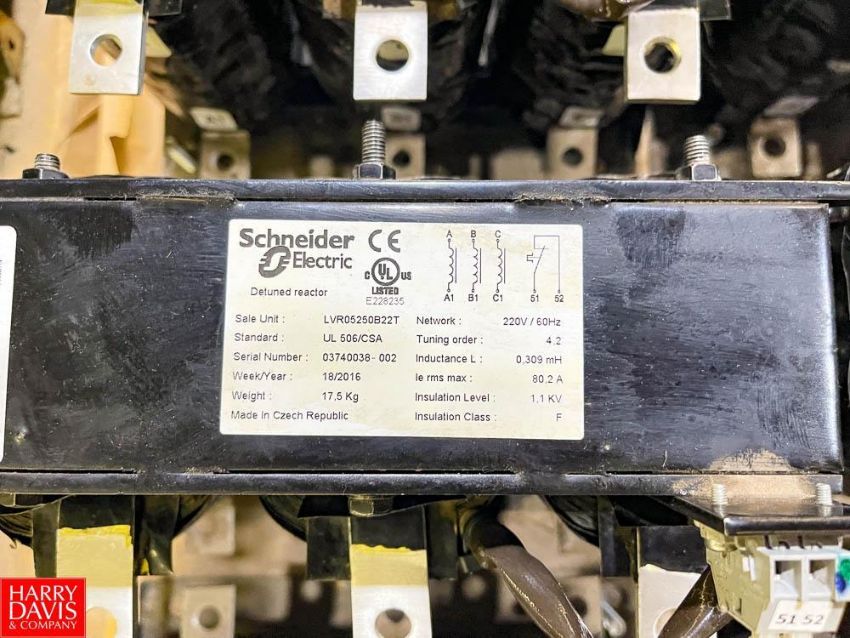 Schneider
Electric
CE
C UL US
LISTED
E228235
Detuned reactor
A B C
A1 B1 C1 51 52
Sale Unit : LVR05250B22T
Standard : UL 506/CSA
Serial Number : 03740038-002
Week/Year : 18/2016
Weight : 17,5 Kg
Made in Czech Republic
Network : 220V / 60Hz
Tuning order : 4.2
Inductance L : 0,309 mH
Ie rms max : 80,2 A
Insulation Level : 1,1 KV
Insulation Class : F
51 52
HARRY
DAVIS
& COMPANY